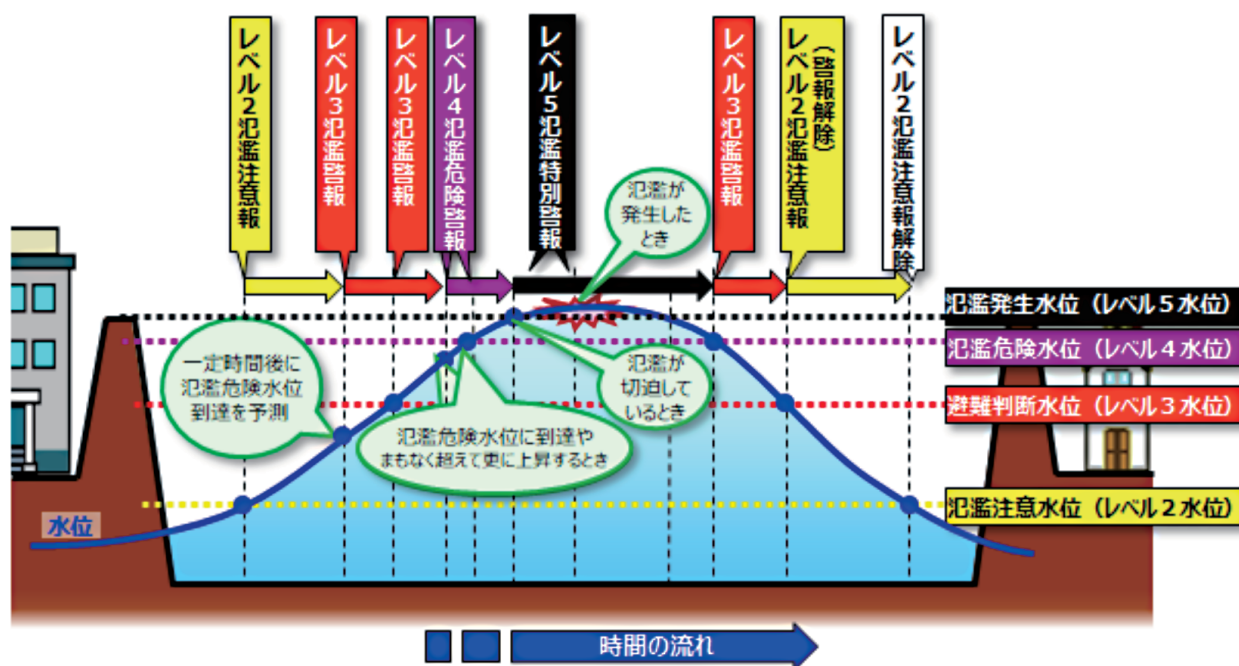 レベル2氾濫注意報
レベル3氾濫警報
レベル3氾濫警報
レベル4氾濫危険警報
レベル5氾濫特別警報
レベル3氾濫警報
レベル2氾濫注意報
(警報解除)
レベル2氾濫注意報解除
氾濫が
発生した
とき
氾濫発生水位（レベル５水位）
氾濫危険水位（レベル４水位）
避難判断水位（レベル３水位）
氾濫注意水位（レベル２水位）
一定時間後に
氾濫危険水位
到達を予測
氾濫が
切迫して
いるとき
氾濫危険水位に到達や
まもなく超えて更に上昇するとき
水位
時間の流れ